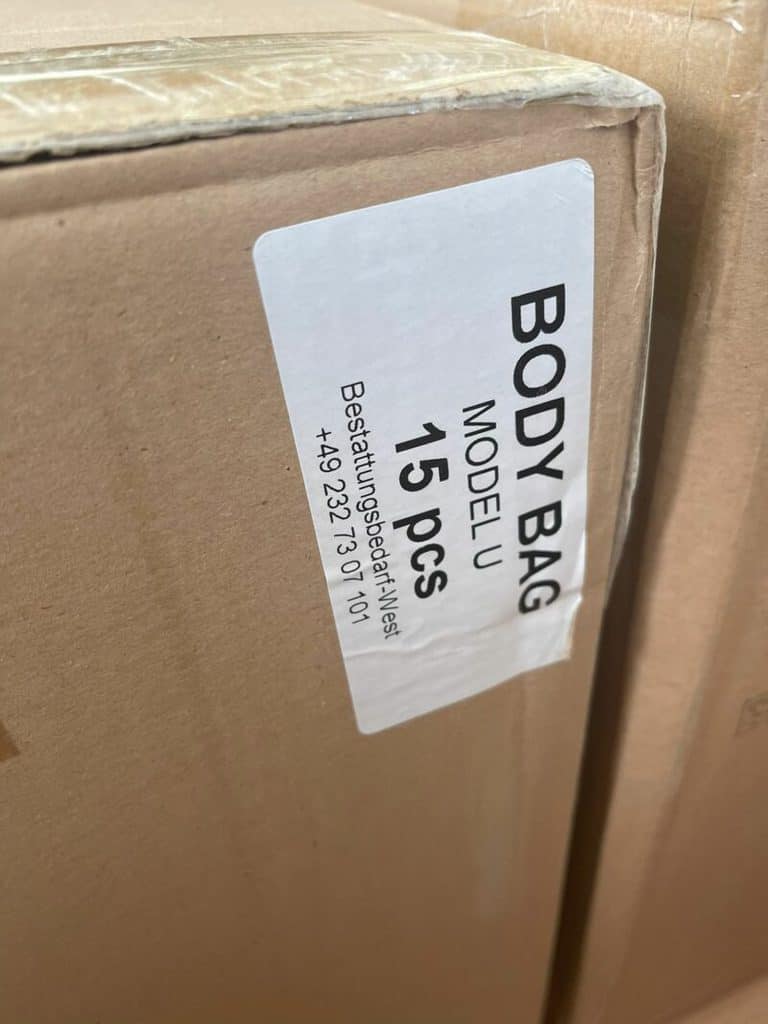 BODY BAG
MODEL U
15 pcs
Bestattungsbedarf-West
+49 232 73 07 101